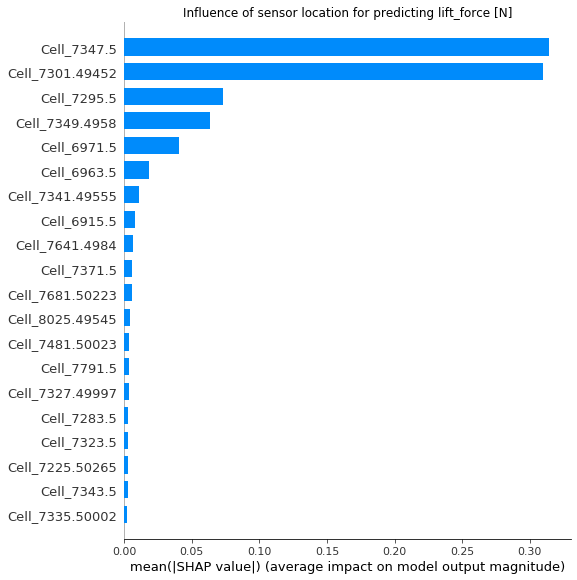 Influence of sensor location for predicting lift_force [N]
Cell_7347.5
Cell_7301.49452
Cell_7295.5
Cell_7349.4958
Cell_6971.5
Cell_6963.5
Cell_7341.49555
Cell_6915.5
Cell_7641.4984
Cell_7371.5
Cell_7681.50223
Cell_8025.49545
Cell_7481.50023
Cell_7791.5
Cell_7327.49997
Cell_7283.5
Cell_7323.5
Cell_7225.50265
Cell_7343.5
Cell_7335.50002
0.00 0.05 0.10 0.15 0.20 0.25 0.30
mean(|SHAP value|) (average impact on model output magnitude)